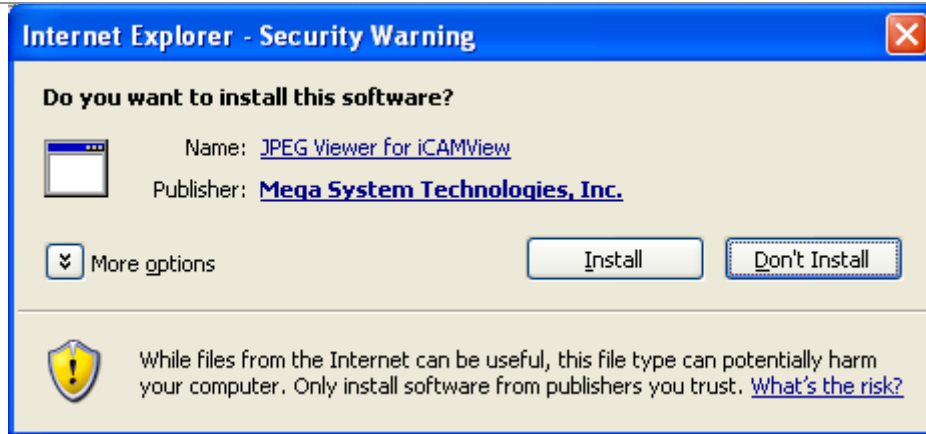 Internet Explorer - Security Warning
Do you want to install this software?
Name: JPEG Viewer for iCAMView
Publisher: Mega System Technologies, Inc.
More options
Install
Don't Install
While files from the Internet can be useful, this file type can potentially harm
your computer. Only install software from publishers you trust. What's the risk?